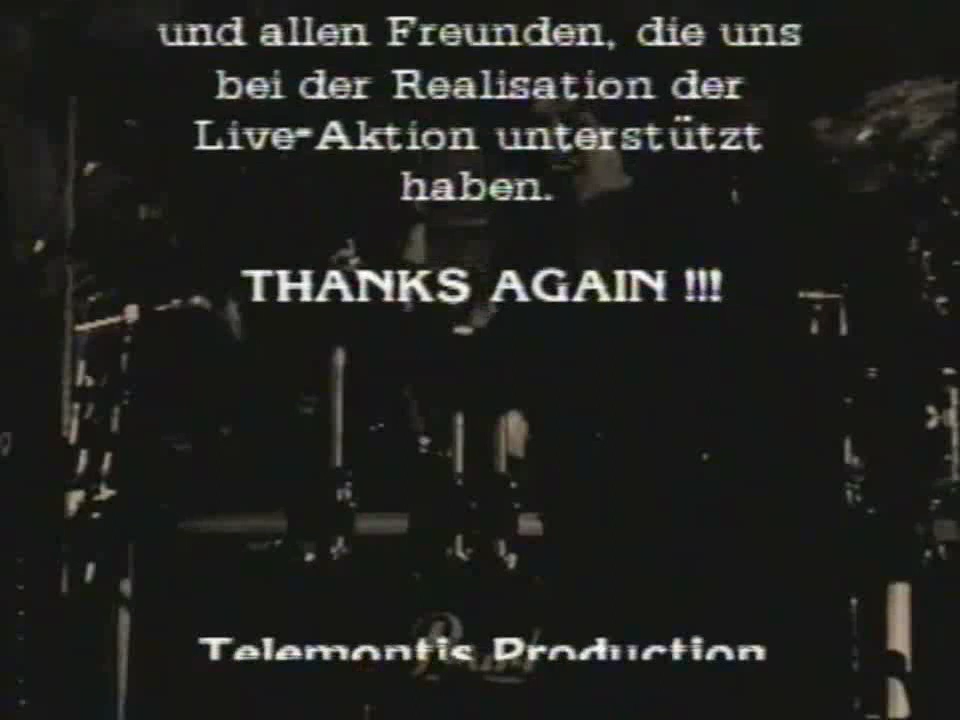 und allen Freunden, die uns
bei der Realisation der
Live-Aktion unterstützt
haben.
THANKS AGAIN !!!
Telemontis Production